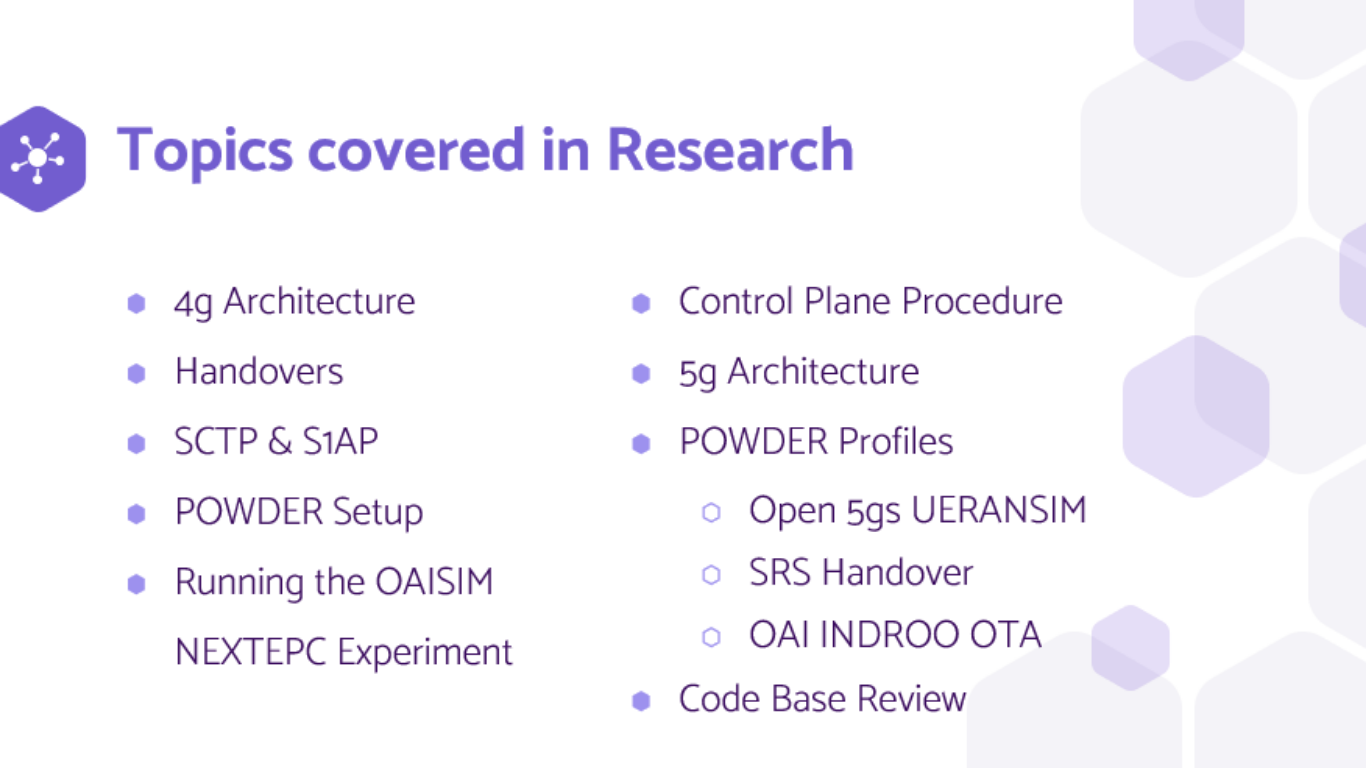 Topics covered in Research
4g Architecture
Handovers
SCTP & S1AP
POWDER Setup
Running the OAISIM
NEXTEPC Experiment
Control Plane Procedure
5g Architecture
POWDER Profiles
Open 5gs UERANSIM
SRS Handover
OAI INDROO OTA
Code Base Review